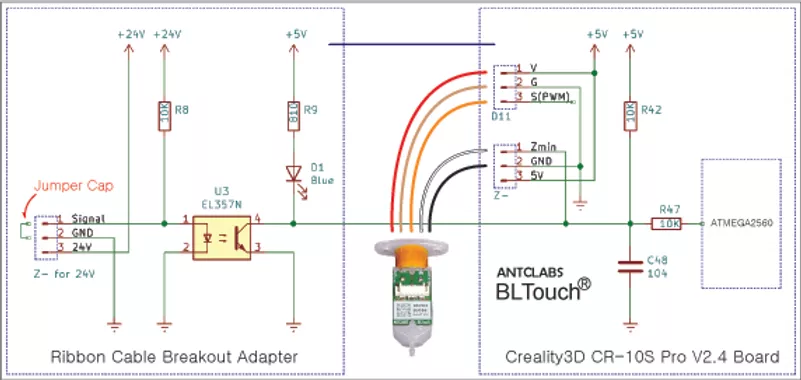 +24V +24V
+5V
R8
10K
R9
810
D1
Blue
Jumper Cap
U3
EL357N
1
4
2
3
1 Signal
2 GND
3 24V
Z- for 24V
Ribbon Cable Breakout Adapter
+5V +5V
1 V
2 G
3 S(PWM)
D11
1 Zmin
2 GND
3 5V
Z-
R42
10K
R47
10K
ATMEGA2560
C48
104
ANTCLABS
BLTouch®
Creality3D CR-10S Pro V2.4 Board